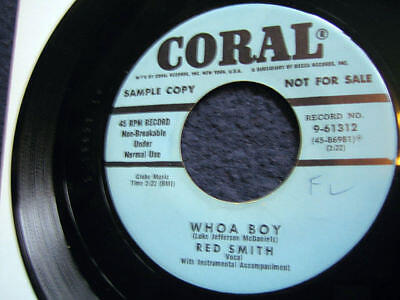 CORAL®
M'F'D BY CORAL RECORDS, INC. NEW YORK, U.S.A. A SUBSIDIARY OF DECCA RECORDS, INC.
SAMPLE COPY
NOT FOR SALE
45 RPM RECORD
Non-Breakable
Under
Normal Use
RECORD NO.
9-61312
(45-86981)
(2:22)
Globe Music
Time 2:22 (BMI)
FL
WHOA BOY
(Luke Jefferson McDaniels)
RED SMITH
Vocal
With Instrumental Accompaniment